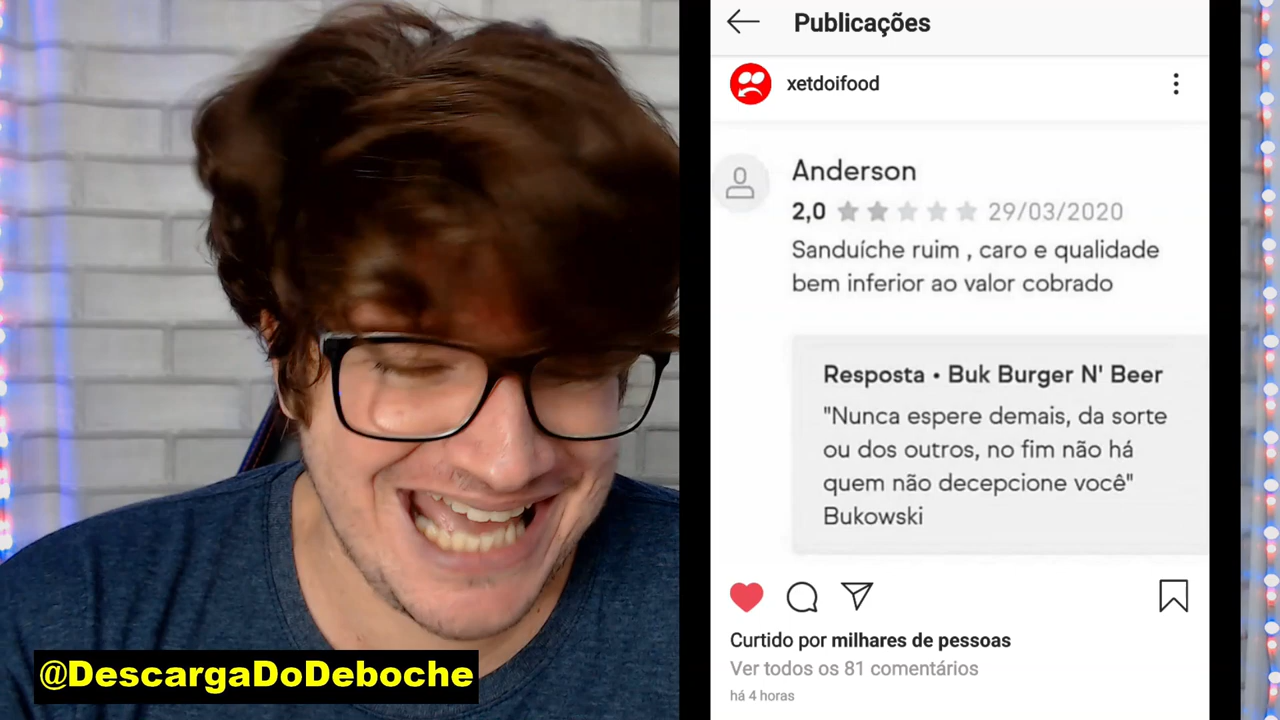 Publicações
xetdoifood
Anderson
2,0 29/03/2020
Sanduíche ruim , caro e qualidade
bem inferior ao valor cobrado
Resposta • Buk Burger N' Beer
"Nunca espere demais, da sorte
ou dos outros, no fim não há
quem não decepcione você"
Bukowski
Curtido por milhares de pessoas
Ver todos os 81 comentários
há 4 horas
@DescargaDoDeboche